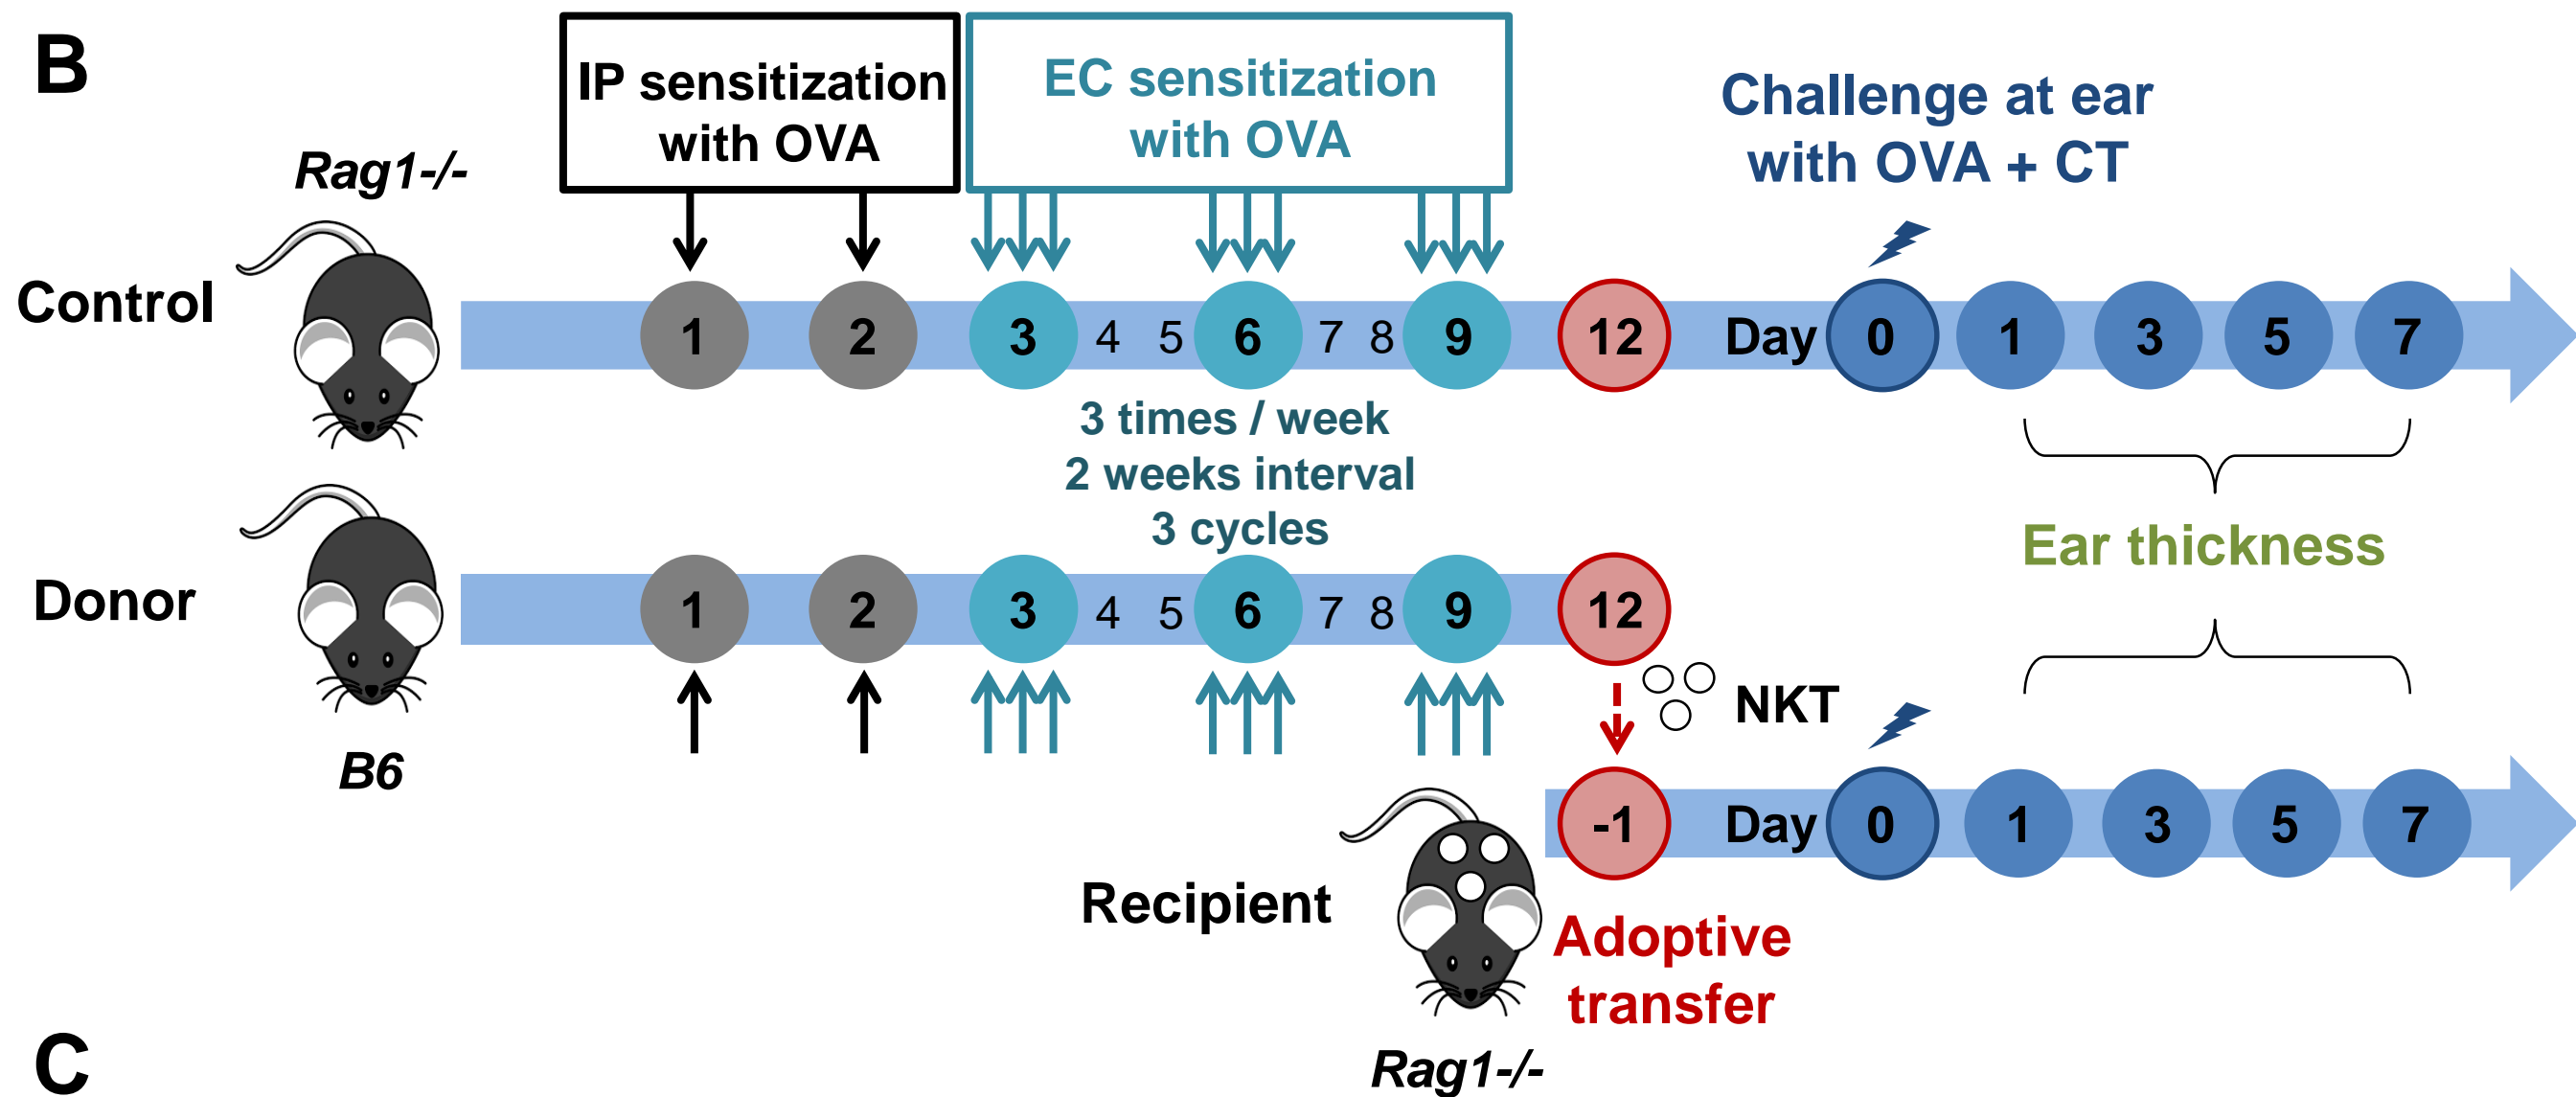 B
IP sensitization
with OVA
EC sensitization
with OVA
Challenge at ear
with OVA + CT
Rag1-/-
Control
1 2 3 4 5 6 7 8 9 12 Day 0 1 3 5 7
3 times / week
2 weeks interval
3 cycles
Ear thickness
Donor
1 2 3 4 5 6 7 8 9 12
B6
NKT
-1 Day 0 1 3 5 7
Recipient
Adoptive
transfer
Rag1-/-
C